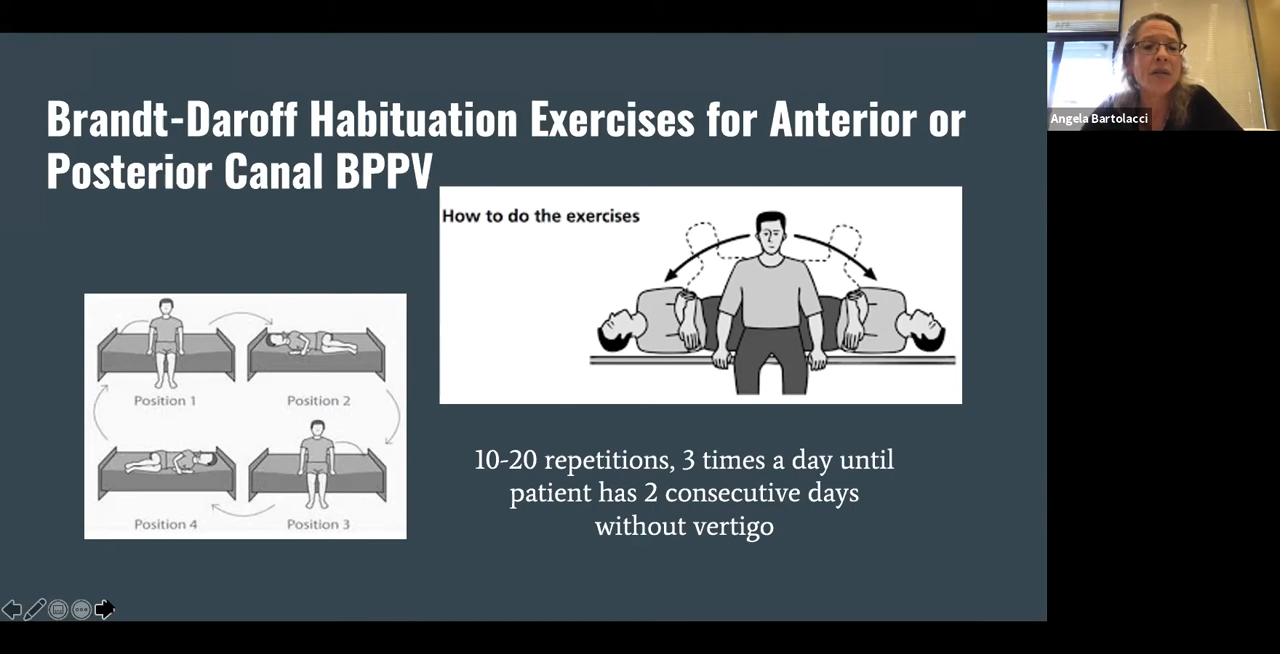 Brandt-Daroff Habituation Exercises for Anterior or
Posterior Canal BPPV
How to do the exercises
Position 1
Position 2
Position 4
Position 3
10-20 repetitions, 3 times a day until
patient has 2 consecutive days
without vertigo
Angela Bartolacci